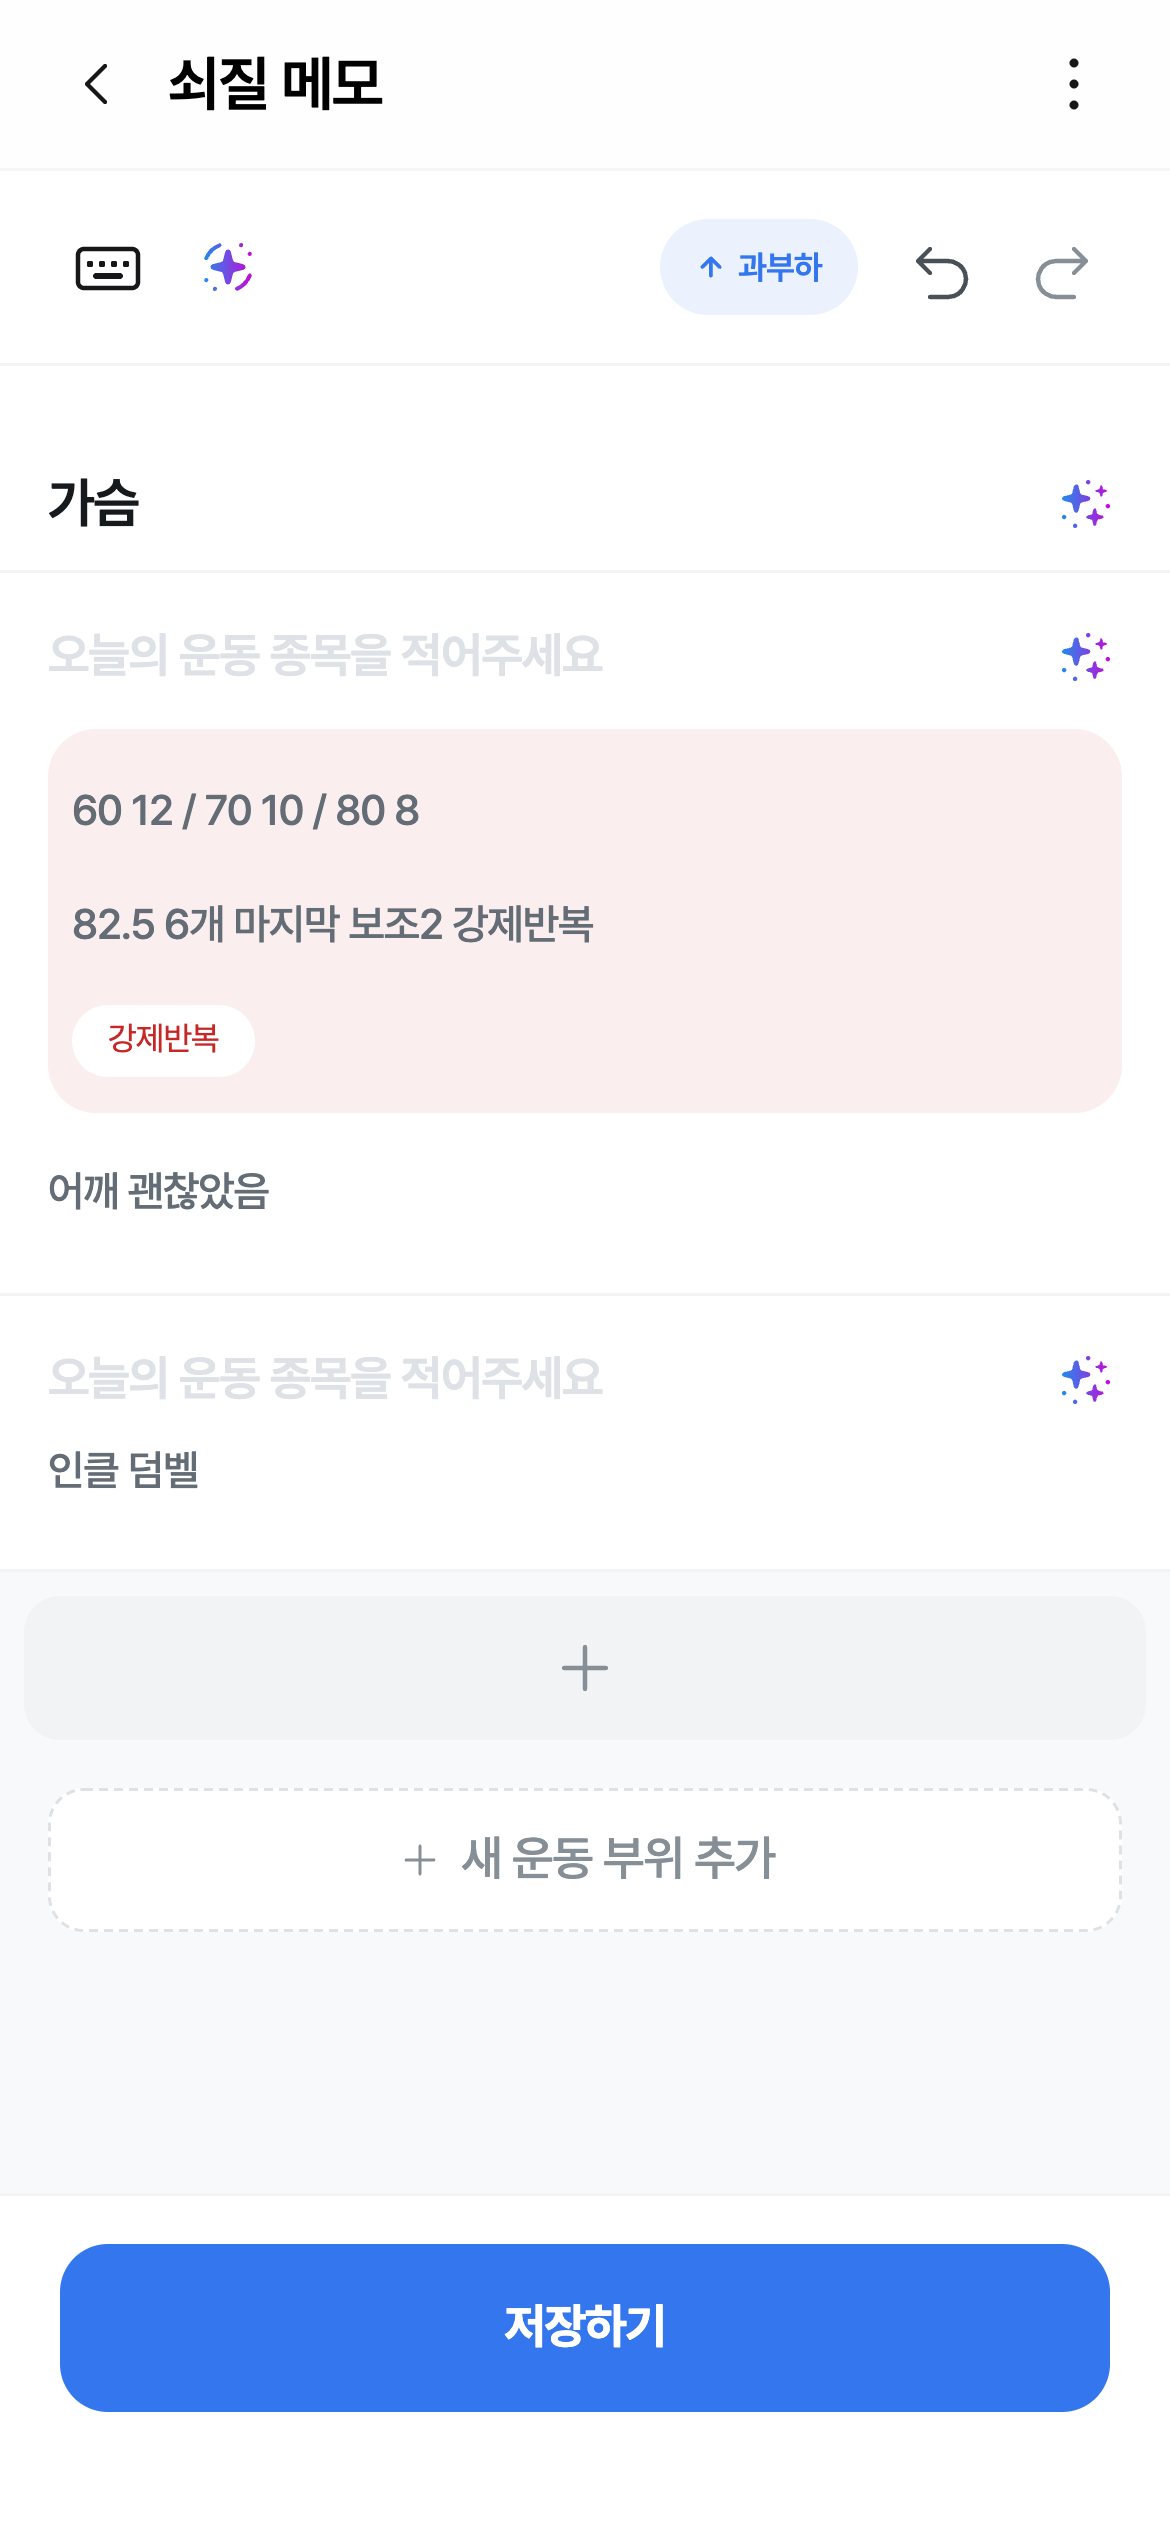 쇠질 메모
과부하
가슴
오늘의 운동 종목을 적어주세요
60 12 / 70 10 / 80 8
82.5 6개 마지막 보조2 강제반복
강제반복
어깨 괜찮았음
오늘의 운동 종목을 적어주세요
인클 덤벨
새 운동 부위 추가
저장하기